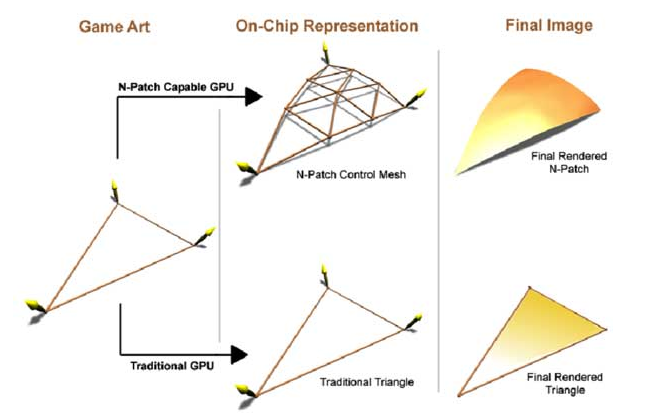 Game Art
On-Chip Representation
Final Image
N-Patch Capable GPU
N-Patch Control Mesh
Final Rendered
N-Patch
Traditional GPU
Traditional Triangle
Final Rendered
Triangle